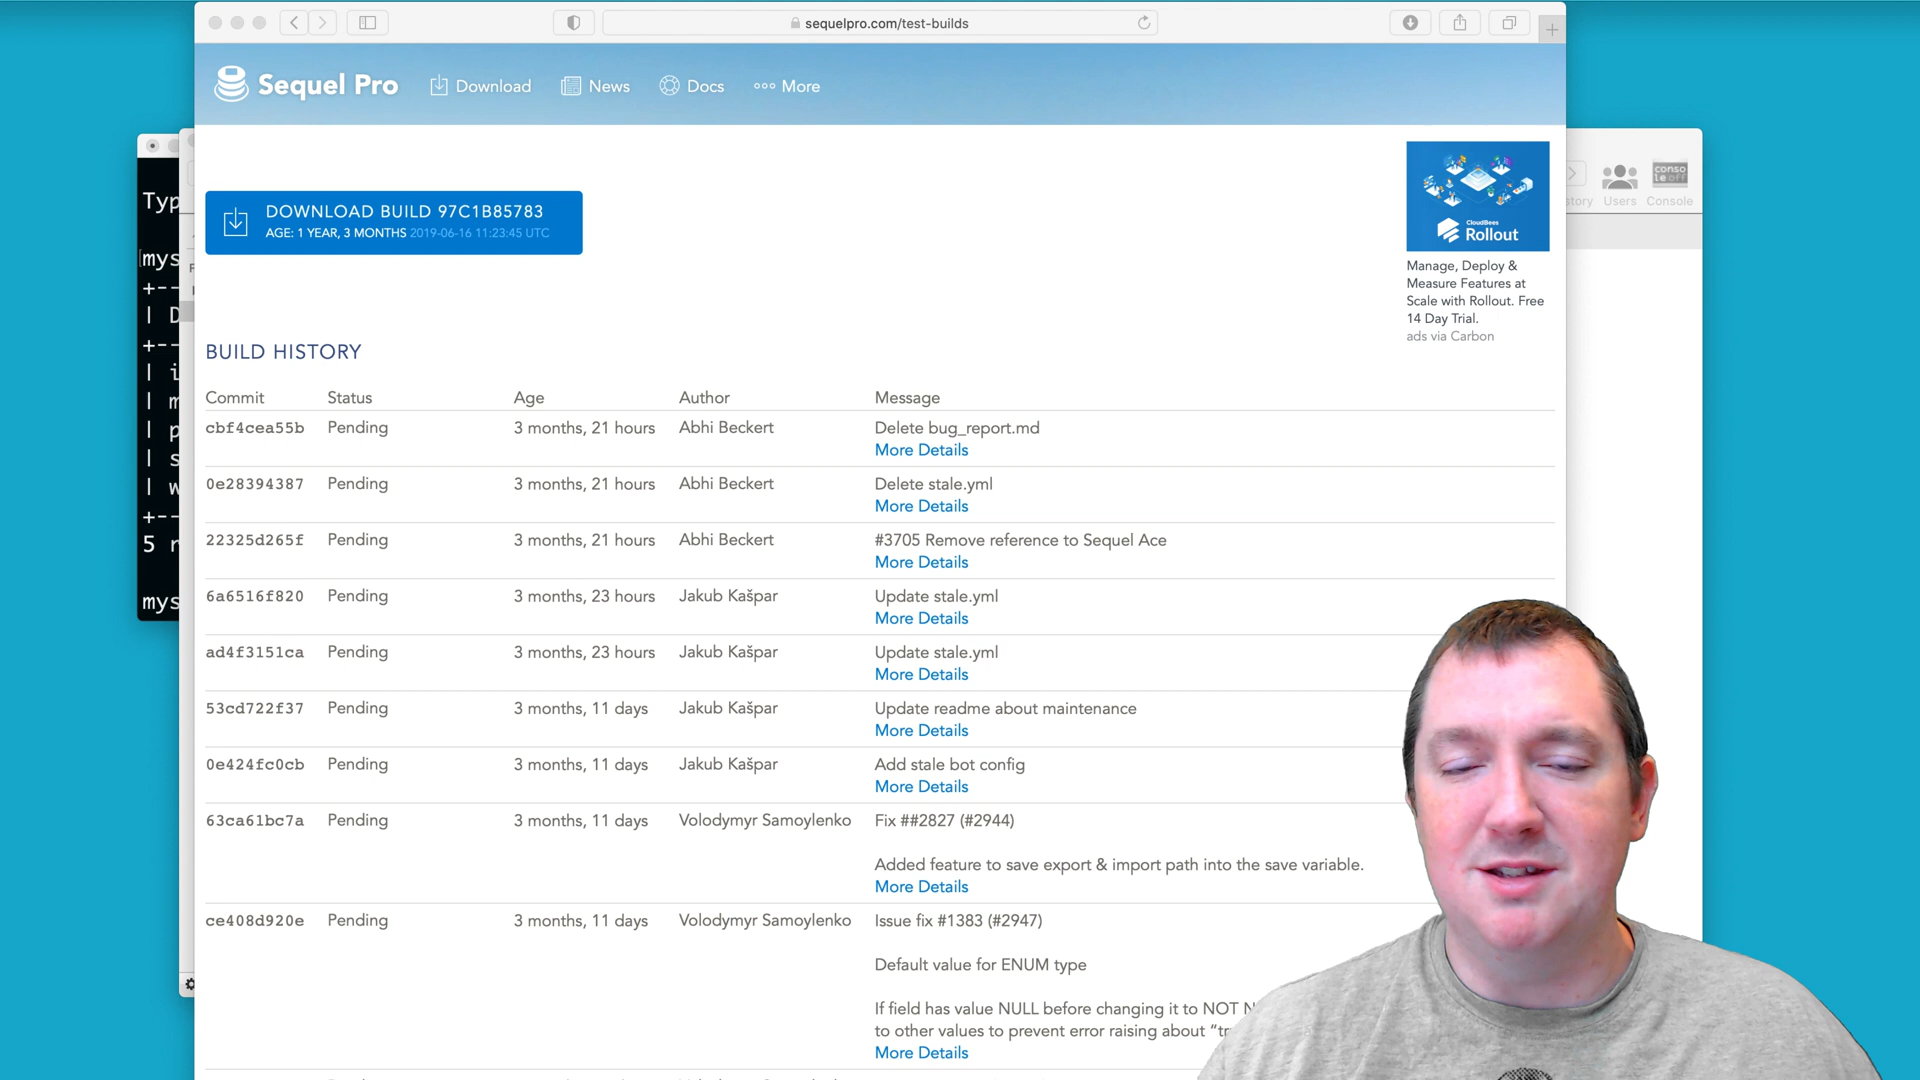 sequelpro.com/test-builds
Sequel Pro
Download
News
Docs
More
DOWNLOAD BUILD 97C1B85783
AGE: 1 YEAR, 3 MONTHS 2019-06-16 11:23:45 UTC
CloudBees
Rollout
Manage, Deploy &
Measure Features at
Scale with Rollout. Free
14 Day Trial.
ads via Carbon
Users
Console
BUILD HISTORY
Commit Status Age Author Message
cbf4cea55b Pending 3 months, 21 hours Abhi Beckert Delete bug_report.md
More Details
0e28394387 Pending 3 months, 21 hours Abhi Beckert Delete stale.yml
More Details
22325d265f Pending 3 months, 21 hours Abhi Beckert #3705 Remove reference to Sequel Ace
More Details
6a6516f820 Pending 3 months, 23 hours Jakub Kašpar Update stale.yml
More Details
ad4f3151ca Pending 3 months, 23 hours Jakub Kašpar Update stale.yml
More Details
53cd722f37 Pending 3 months, 11 days Jakub Kašpar Update readme about maintenance
More Details
0e424fc0cb Pending 3 months, 11 days Jakub Kašpar Add stale bot config
More Details
63ca61bc7a Pending 3 months, 11 days Volodymyr Samoylenko Fix ##2827 (#2944)
Added feature to save export & import path into the save variable.
More Details
ce408d920e Pending 3 months, 11 days Volodymyr Samoylenko Issue fix #1383 (#2947)
Default value for ENUM type
If field has value NULL before changing it to NOT N
to other values to prevent error raising about "tr
More Details
Typ
mys
+--
| D
+--
| i
| m
| p
| s
| w
+--
5 r
mys